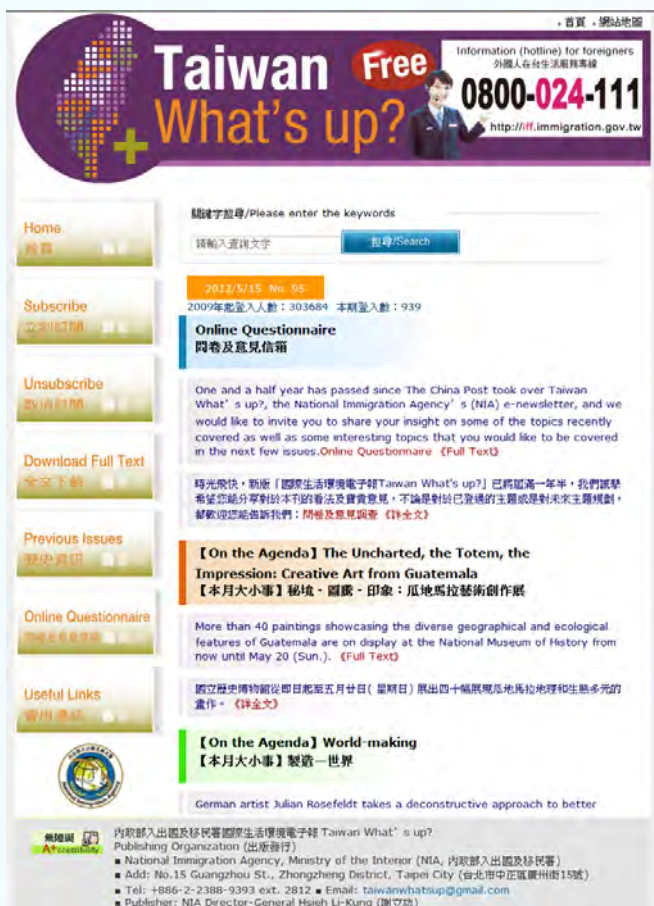 ・首頁 ・網站地圖
Taiwan Free
What's up?
Information (hotline) for foreigners
外國人在台生活服務專線
0800-024-111
http://iff.immigration.gov.tw
Home
首頁
Subscribe
立刻訂閱
Unsubscribe
取消訂閱
Download Full Text
全文下載
Previous Issues
歷史資訊
Online Questionnaire
Useful Links
關鍵字搜尋/Please enter the keywords
請輸入查詢文字
搜尋/Search
2012/5/15 No. 95
2009年起登入人數：303684 本期登入數：939
Online Questionnaire
問卷及意見信箱
One and a half year has passed since The China Post took over Taiwan
What's up?, the National Immigration Agency's (NIA) e-newsletter, and we
would like to invite you to share your insight on some of the topics recently
covered as well as some interesting topics that you would like to be covered
in the next few issues.Online Questionnaire 《Full Text》
時光飛快，新版「國際生活環境電子報Taiwan What's up?」已將屆滿一年半，我們誠摯
希望您能分享對於本刊的看法及寶貴意見，不論是對於已登過的主題或是對未來主題規劃，
都歡迎您能告訴我們：問卷及意見調查 《詳全文》
【On the Agenda】The Uncharted, the Totem, the
Impression: Creative Art from Guatemala
【本月大小事】秘境‧圖騰‧印象：瓜地馬拉藝術創作展
More than 40 paintings showcasing the diverse geographical and ecological
features of Guatemala are on display at the National Museum of History from
now until May 20 (Sun.). 《Full Text》
國立歷史博物館從即日起至五月廿日( 星期日) 展出四十幅展現瓜地馬拉地理和生態多元的
畫作。 《詳全文》
【On the Agenda】World-making
【本月大小事】製造—世界
German artist Julian Rosefeldt takes a deconstructive approach to better
無障礙
A+ccessibility
內政部入出國及移民署國際生活環境電子報 Taiwan What's up?
Publishing Organization (出版發行)
■ National Immigration Agency, Ministry of the Interior (NIA, 內政部入出國及移民署)
■ Add: No.15 Guangzhou St., Zhongzheng District, Taipei City (台北市中正區廣州街15號)
■ Tel: +886-2-2388-9393 ext. 2812 ■ Email: taiwanwhatsup@gmail.com
■ Publisher: NIA Director-General Hsieh Li-Kung (謝立功)